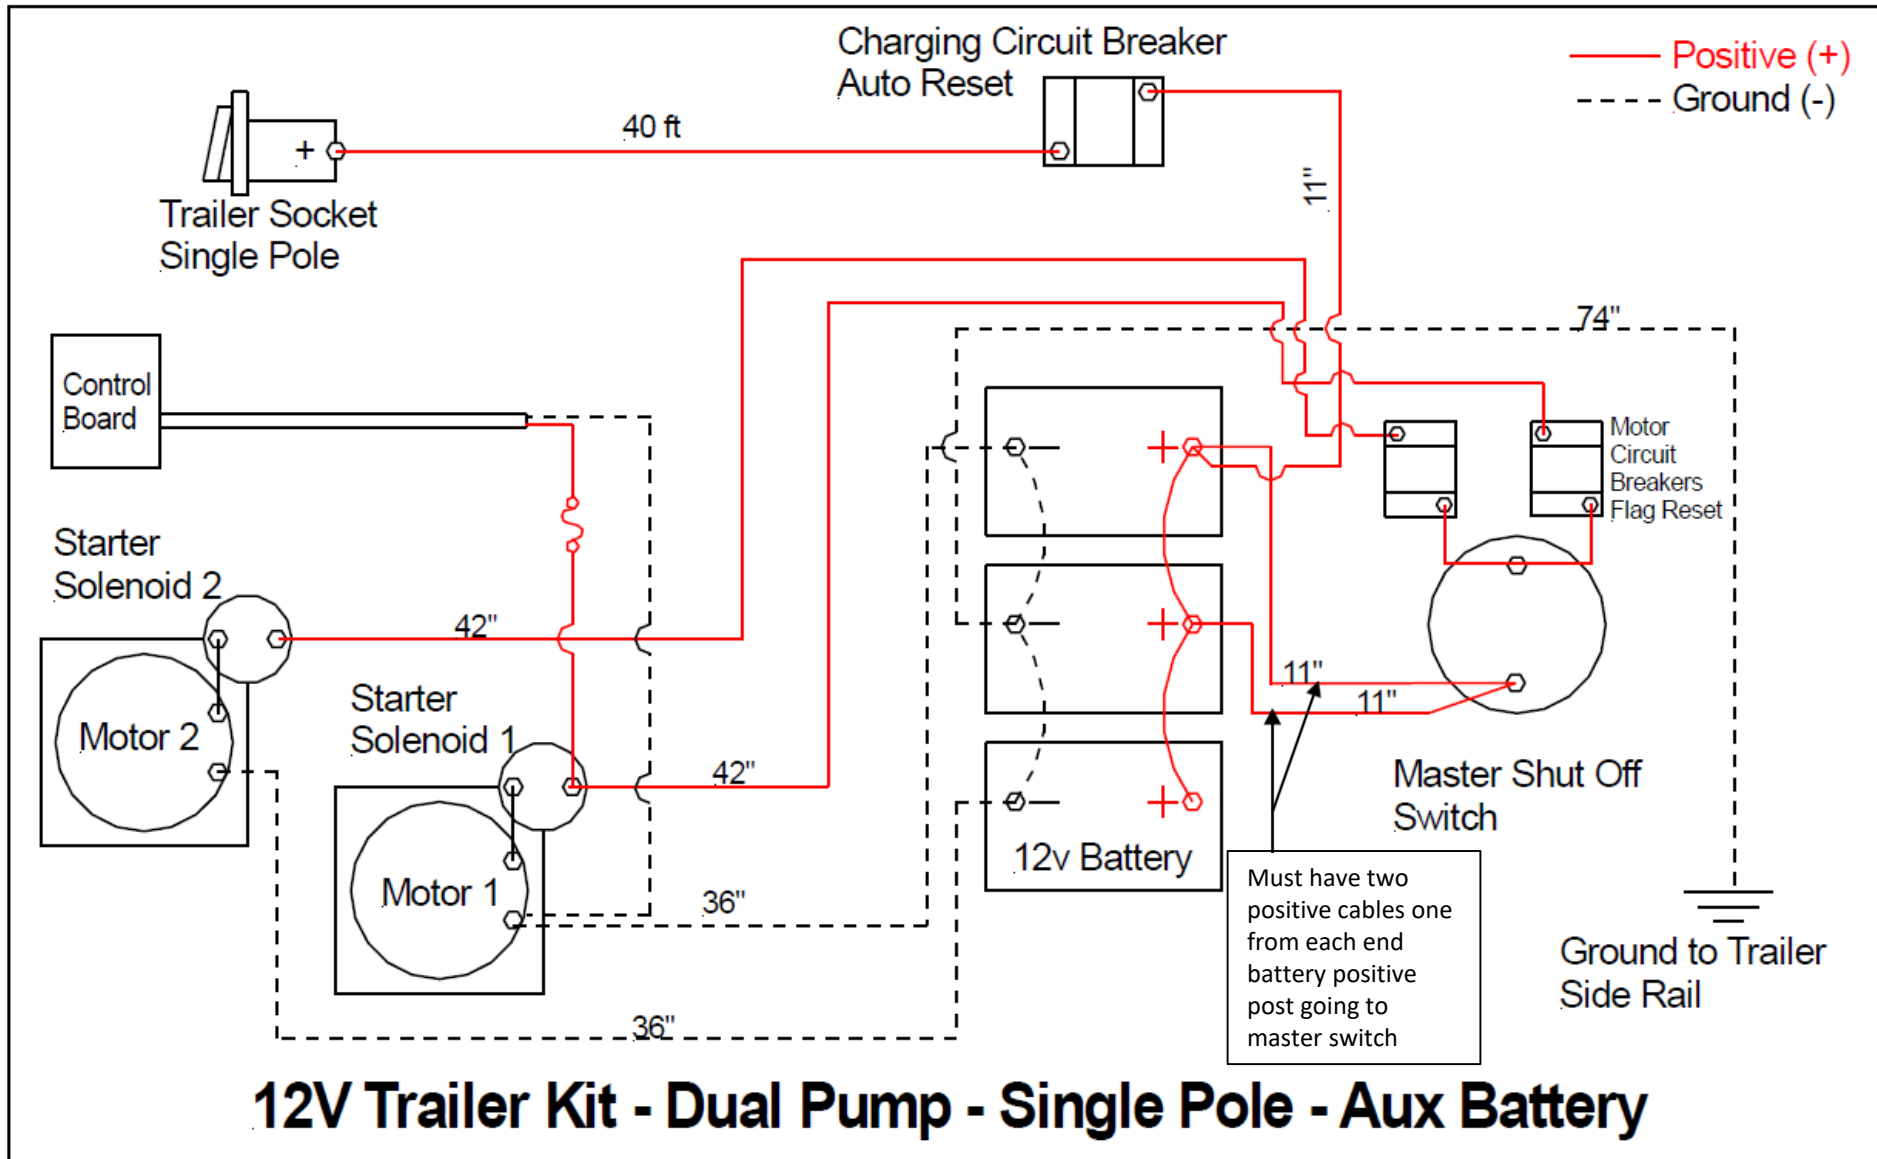 Charging Circuit Breaker
Auto Reset
Positive (+)
Ground (-)
40 ft
+
Trailer Socket
Single Pole
11"
74"
Control
Board
Motor
Circuit
Breakers
Flag Reset
Starter
Solenoid 2
42"
Motor 2
Starter
Solenoid 1
42"
Motor 1
36"
36"
— +
— +
— +
12v Battery
11"
11"
Master Shut Off
Switch
Must have two
positive cables one
from each end
battery positive
post going to
master switch
Ground to Trailer
Side Rail
12V Trailer Kit - Dual Pump - Single Pole - Aux Battery